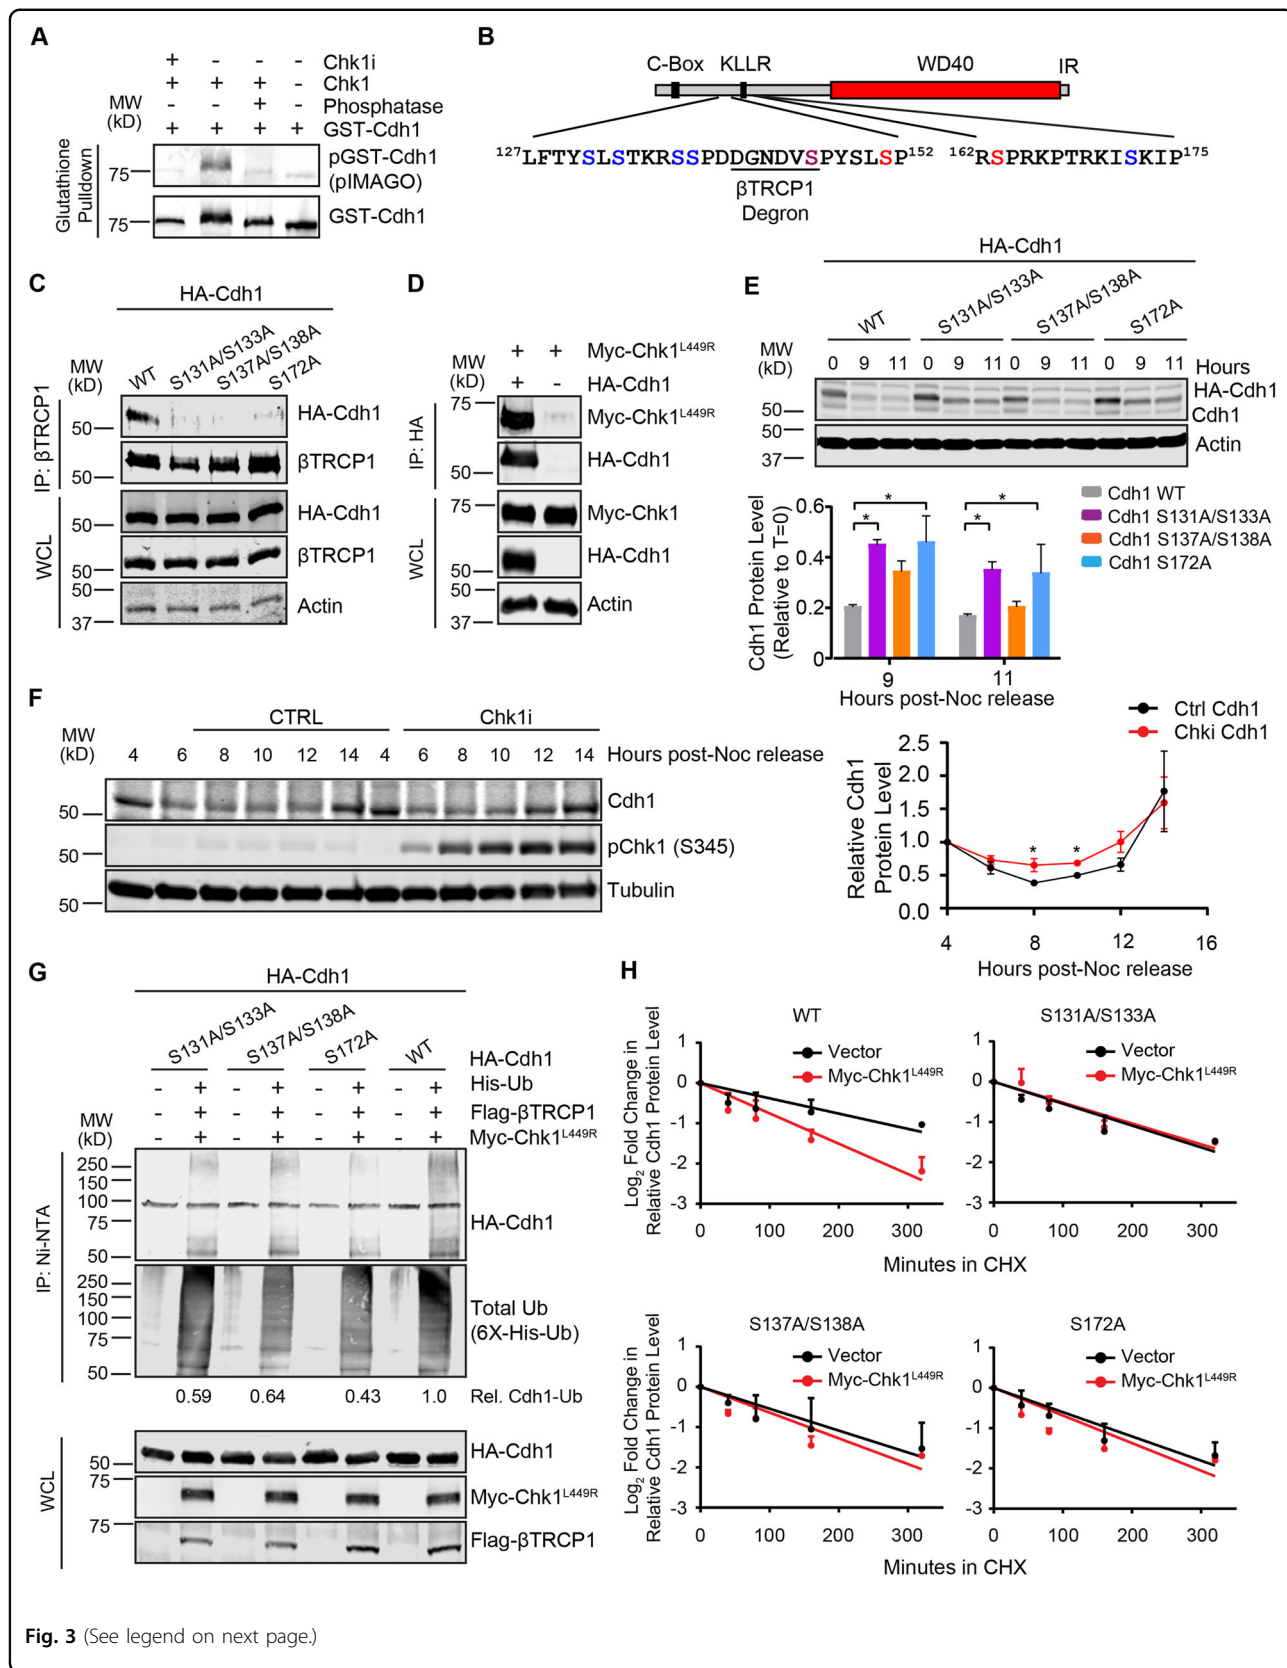 A
+ - - - Chk1i
+ + + - Chk1
- - + - Phosphatase
+ + + + GST-Cdh1
MW
(kD)
Glutathione
Pulldown
75
pGST-Cdh1
(pIMAGO)
75
GST-Cdh1
B
C-Box KLLR WD40 IR
127LFTYSLSTKRSSPDDGNDVSPYSLSP152 162RSPRKPTRKISKIP175
βTRCP1
Degron
C
HA-Cdh1
MW
(kD)
WT S131A/S133A S137A/S138A S172A
IP: βTRCP1
50
HA-Cdh1
50
βTRCP1
WCL
50
HA-Cdh1
50
βTRCP1
50
37
Actin
D
+ + Myc-Chk1L449R
+ - HA-Cdh1
MW
(kD)
IP: HA
75
Myc-Chk1L449R
50
HA-Cdh1
WCL
75
Myc-Chk1
50
HA-Cdh1
50
37
Actin
E
HA-Cdh1
WT S131A/S133A S137A/S138A S172A
MW
(kD)
0 9 11 0 9 11 0 9 11 0 9 11 Hours
HA-Cdh1
50
Cdh1
50
37
Actin
Cdh1 Protein Level
(Relative to T=0)
0.6
0.4
0.2
0
* * * *
9 11
Hours post-Noc release
Cdh1 WT
Cdh1 S131A/S133A
Cdh1 S137A/S138A
Cdh1 S172A
F
CTRL Chk1i
MW
(kD)
4 6 8 10 12 14 4 6 8 10 12 14 Hours post-Noc release
50
Cdh1
50
pChk1 (S345)
50
Tubulin
Ctrl Cdh1
Chki Cdh1
Relative Cdh1
Protein Level
2.5
2.0
1.5
1.0
0.5
0.0
* *
4 8 12 16
Hours post-Noc release
G
HA-Cdh1
S131A/S133A S137A/S138A S172A WT
HA-Cdh1
- + - + - + - + His-Ub
- + - + - + - + Flag-βTRCP1
- + - + - + - + Myc-Chk1L449R
MW
(kD)
IP: Ni-NTA
250
150
100
75
50
HA-Cdh1
250
150
100
75
50
Total Ub
(6X-His-Ub)
0.59 0.64 0.43 1.0 Rel. Cdh1-Ub
WCL
50
HA-Cdh1
75
Myc-Chk1L449R
75
Flag-βTRCP1
H
WT
Vector
Myc-Chk1L449R
Log2 Fold Change in
Relative Cdh1 Protein Level
1
0
-1
-2
-3
0 100 200 300
Minutes in CHX
S131A/S133A
Vector
Myc-Chk1L449R
1
0
-1
-2
-3
0 100 200 300
S137A/S138A
Vector
Myc-Chk1L449R
Log2 Fold Change in
Relative Cdh1 Protein Level
1
0
-1
-2
-3
0 100 200 300
Minutes in CHX
S172A
Vector
Myc-Chk1L449R
1
0
-1
-2
-3
0 100 200 300
Fig. 3 (See legend on next page.)